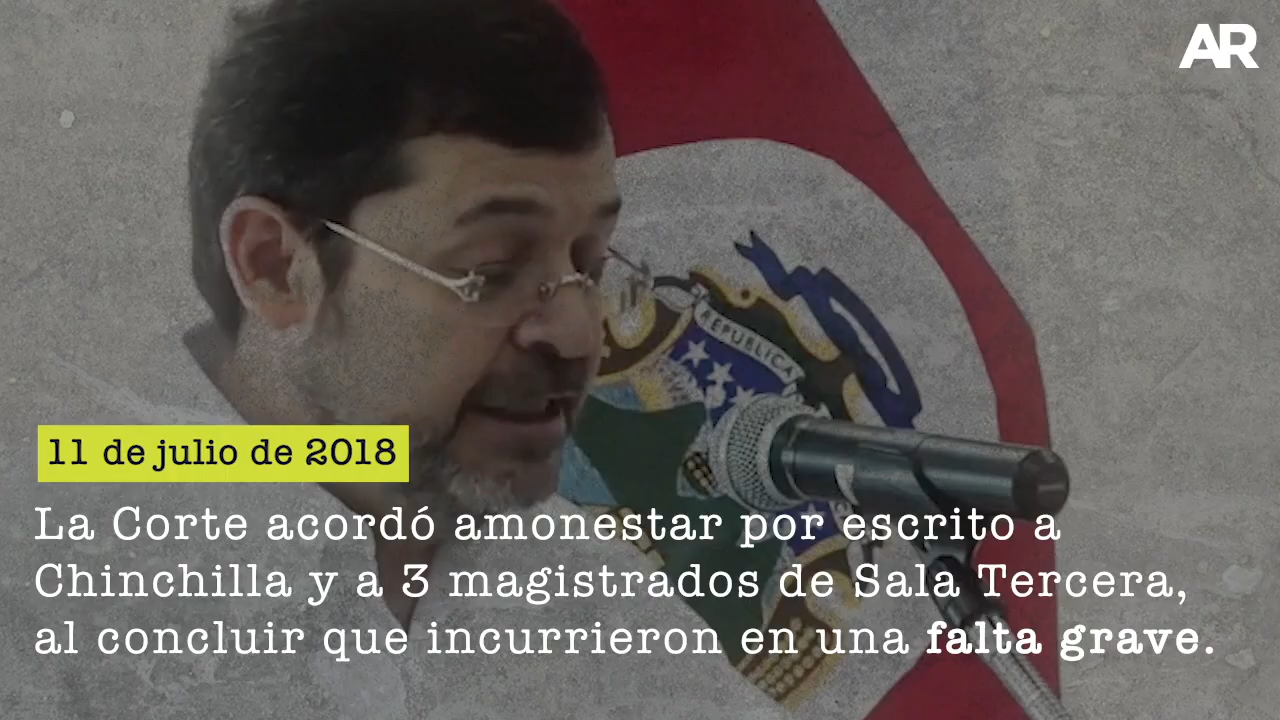 AR
REPUBLICA
11 de julio de 2018
La Corte acordó amonestar por escrito a
Chinchilla y a 3 magistrados de Sala Tercera,
al concluir que incurrieron en una falta grave.